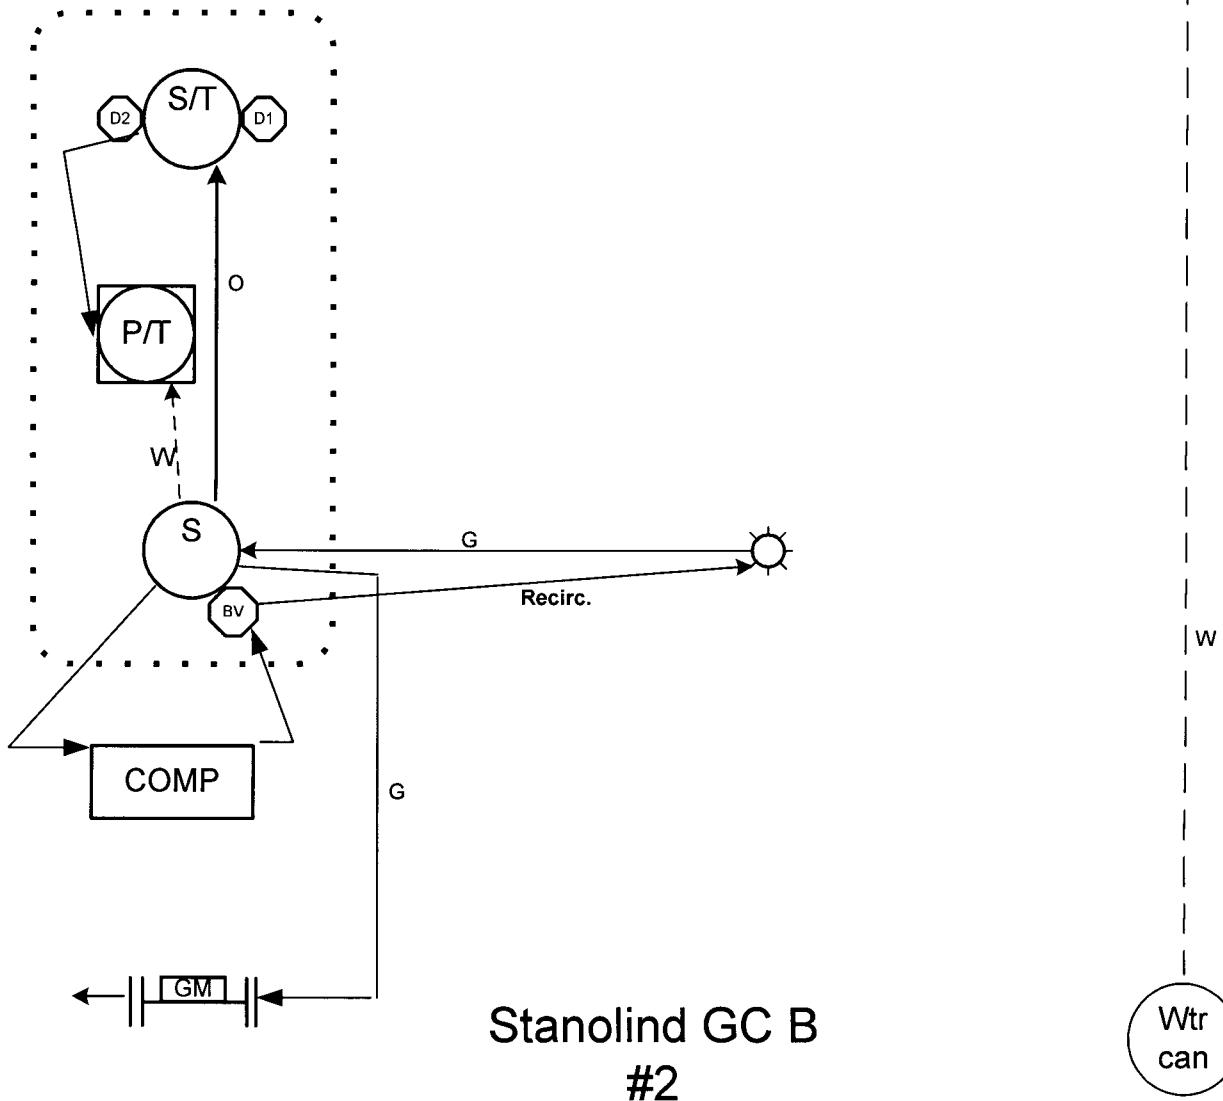 S/T
D2
D1
O
P/T
W
S
G
Recirc.
BV
W
COMP
G
GM
Stanolind GC B
#2
Wtr
can